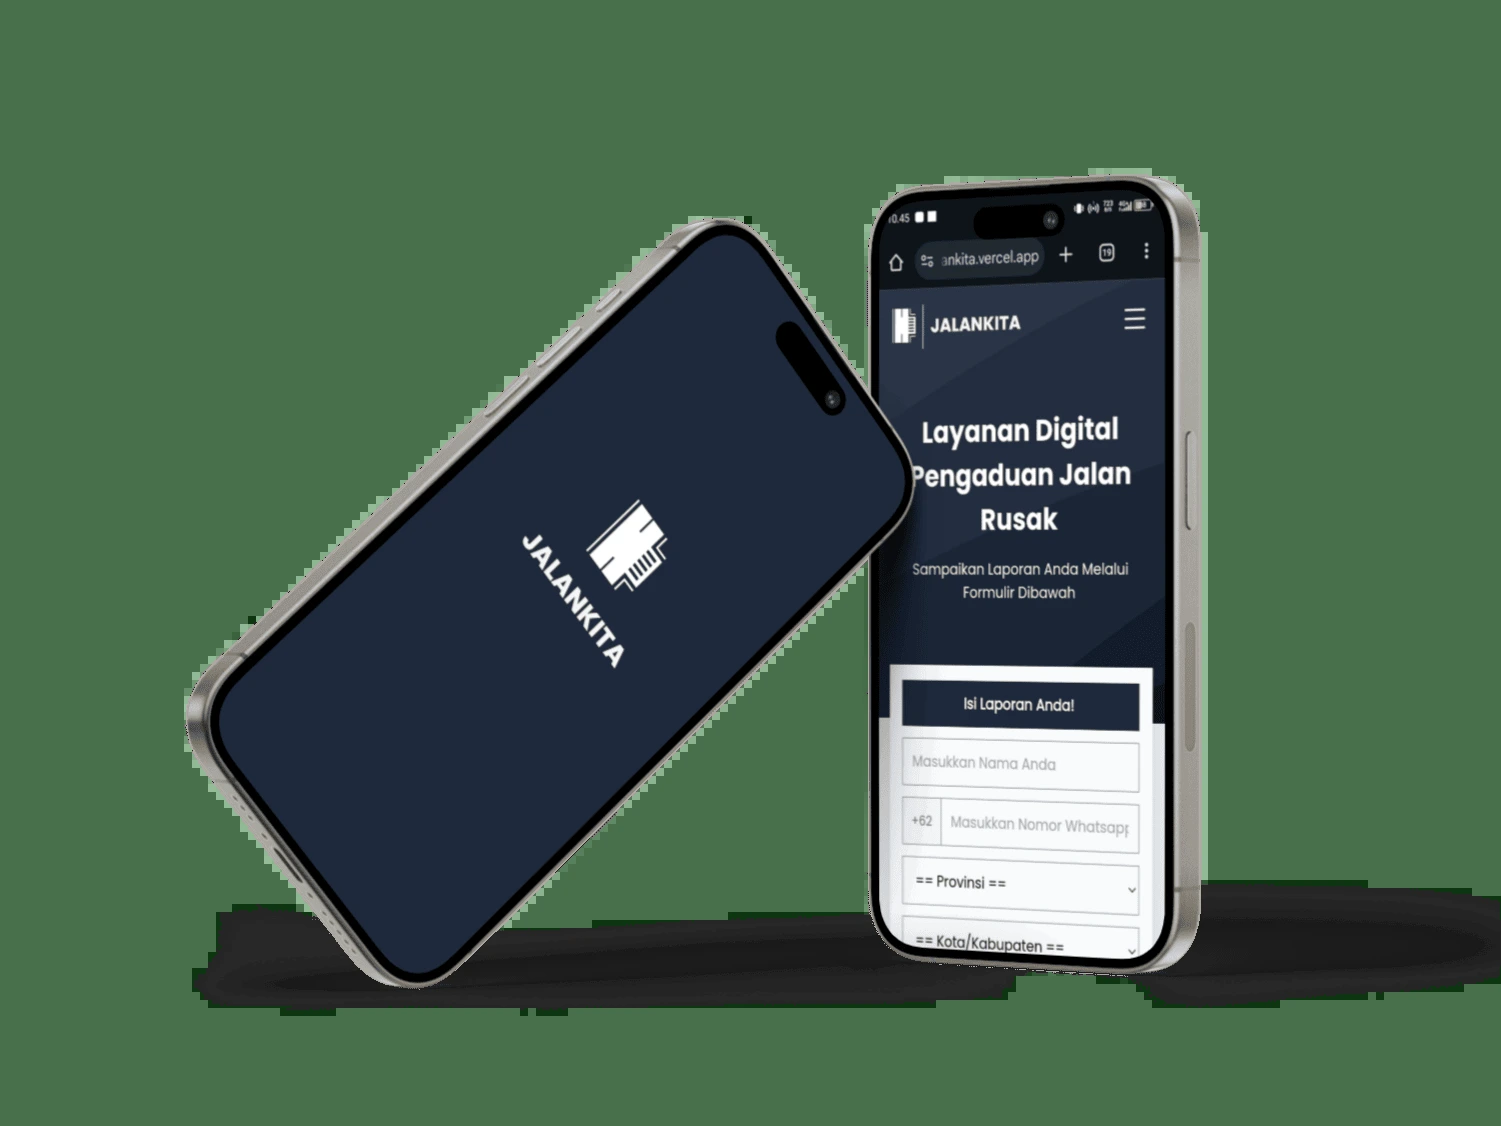 JALANKITA
10.45
19
ankita.vercel.app
JALANKITA
Layanan Digital
Pengaduan Jalan
Rusak
Sampaikan Laporan Anda Melalui
Formulir Dibawah
Isi Laporan Anda!
Masukkan Nama Anda
+62 Masukkan Nomor Whatsapp
== Provinsi ==
== Kota/Kabupaten ==